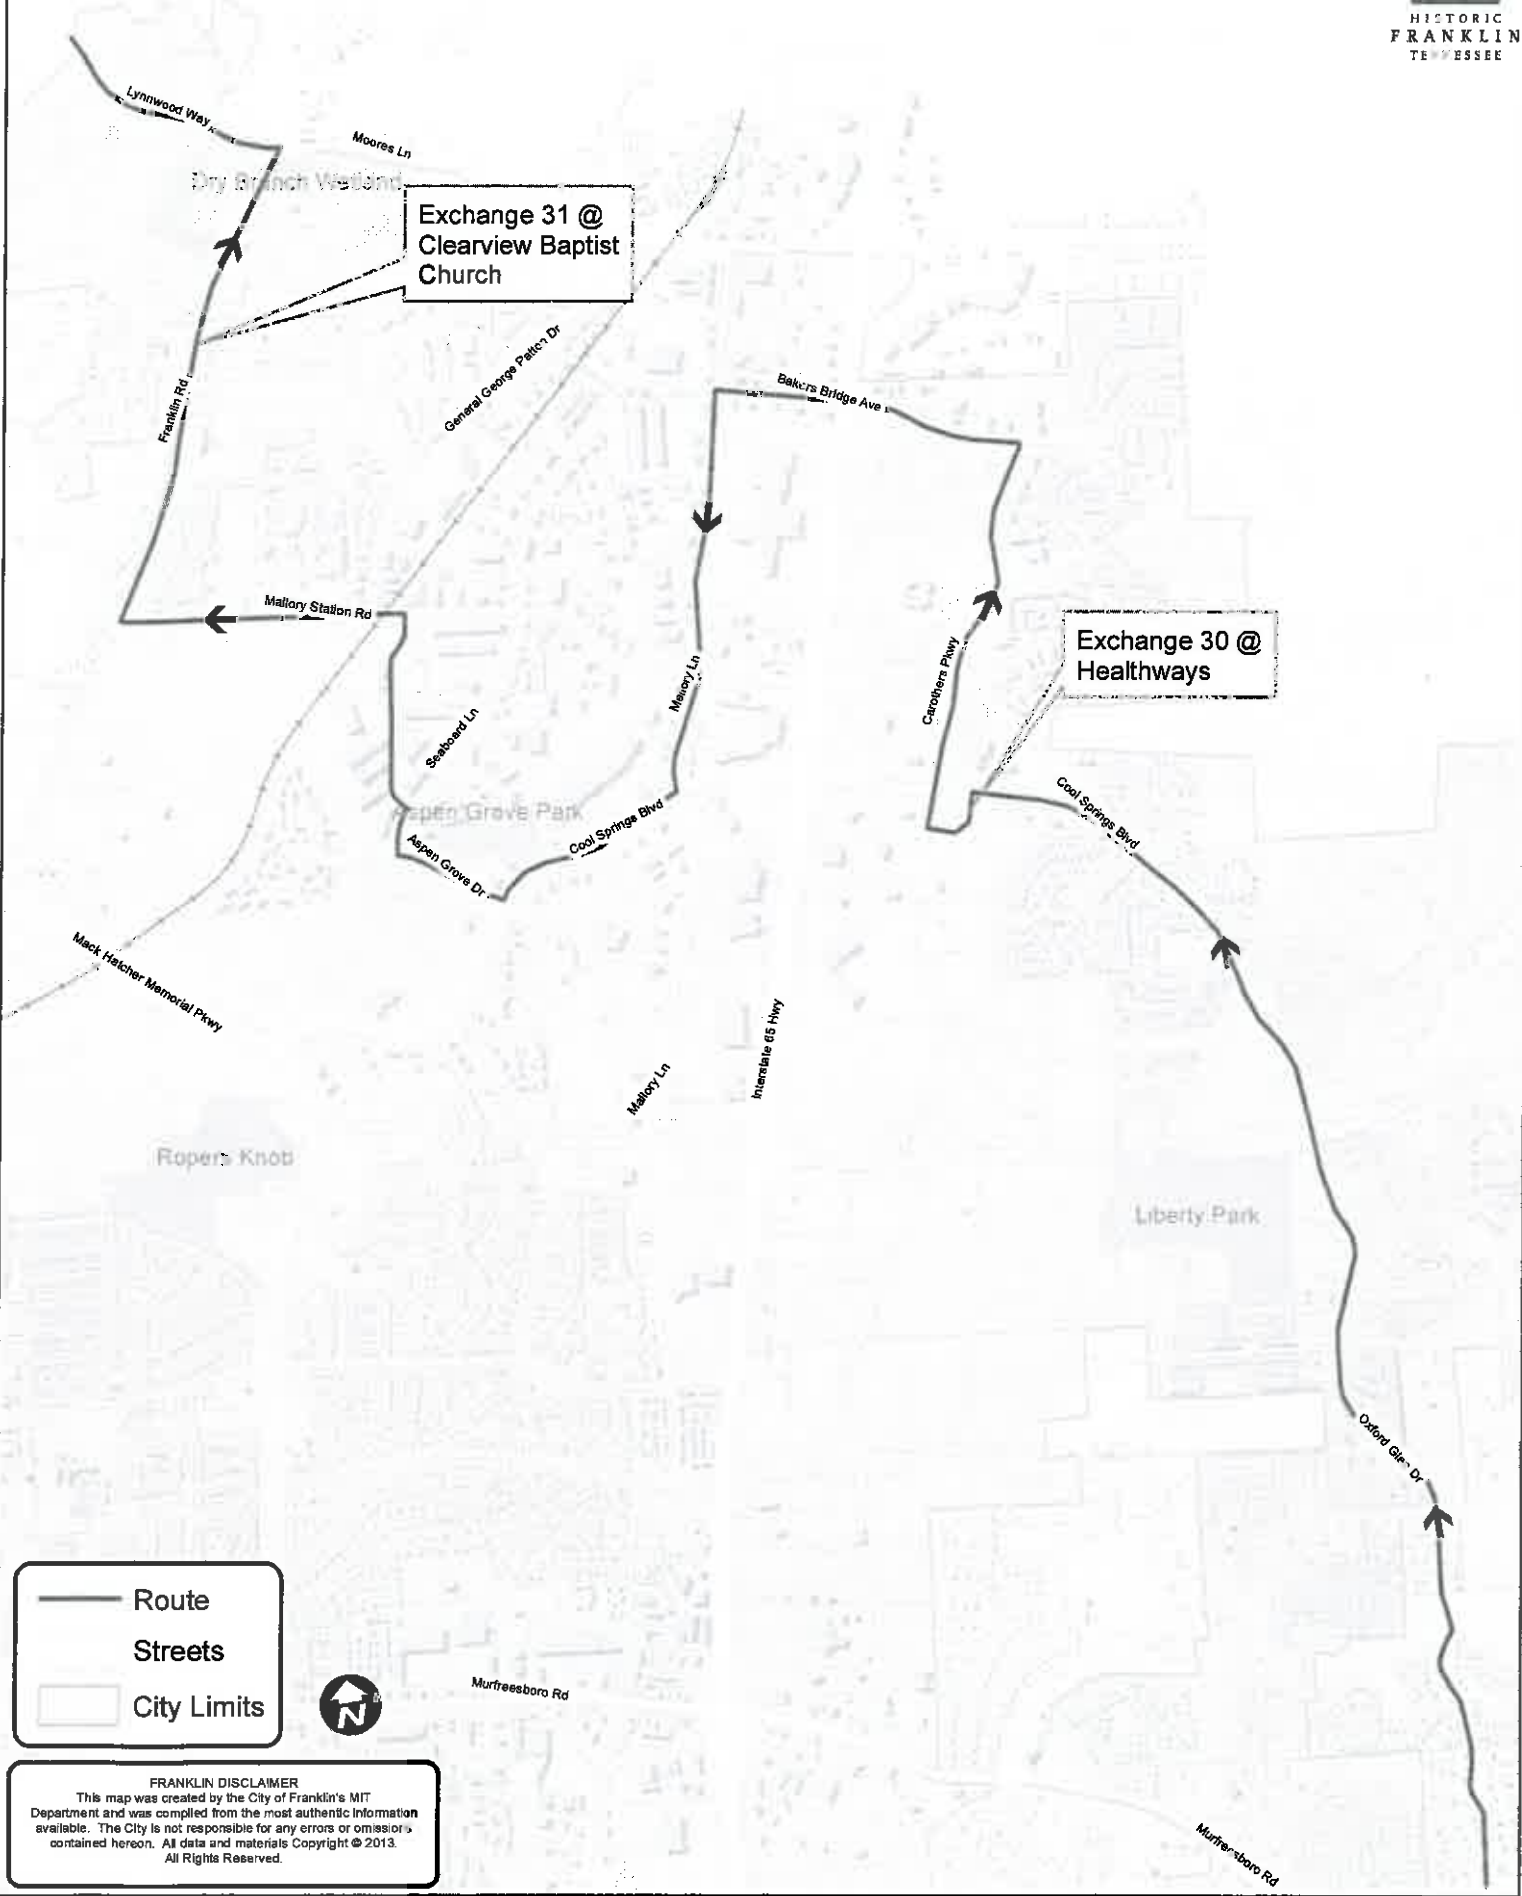 HISTORIC
FRANKLIN
TENNESSEE
Lynnwood Way
Moores Ln
Dry Branch Wetland
Exchange 31 @
Clearview Baptist
Church
General George Patton Dr
Franklin Rd
Bakers Bridge Ave
Mallory Station Rd
Exchange 30 @
Healthways
Carothers Pkwy
Mallory Ln
Seaboard Ln
Aspen Grove Park
Cool Springs Blvd
Cool Springs Blvd
Aspen Grove Dr
Mack Hatcher Memorial Pkwy
Interstate 65 Hwy
Mallory Ln
Ropers Knob
Liberty Park
Oxford Glen Dr
Route
Streets
City Limits
N
Murfreesboro Rd
FRANKLIN DISCLAIMER
This map was created by the City of Franklin's MIT
Department and was compiled from the most authentic information
available. The City is not responsible for any errors or omissions
contained hereon. All data and materials Copyright © 2013.
All Rights Reserved.
Murfreesboro Rd